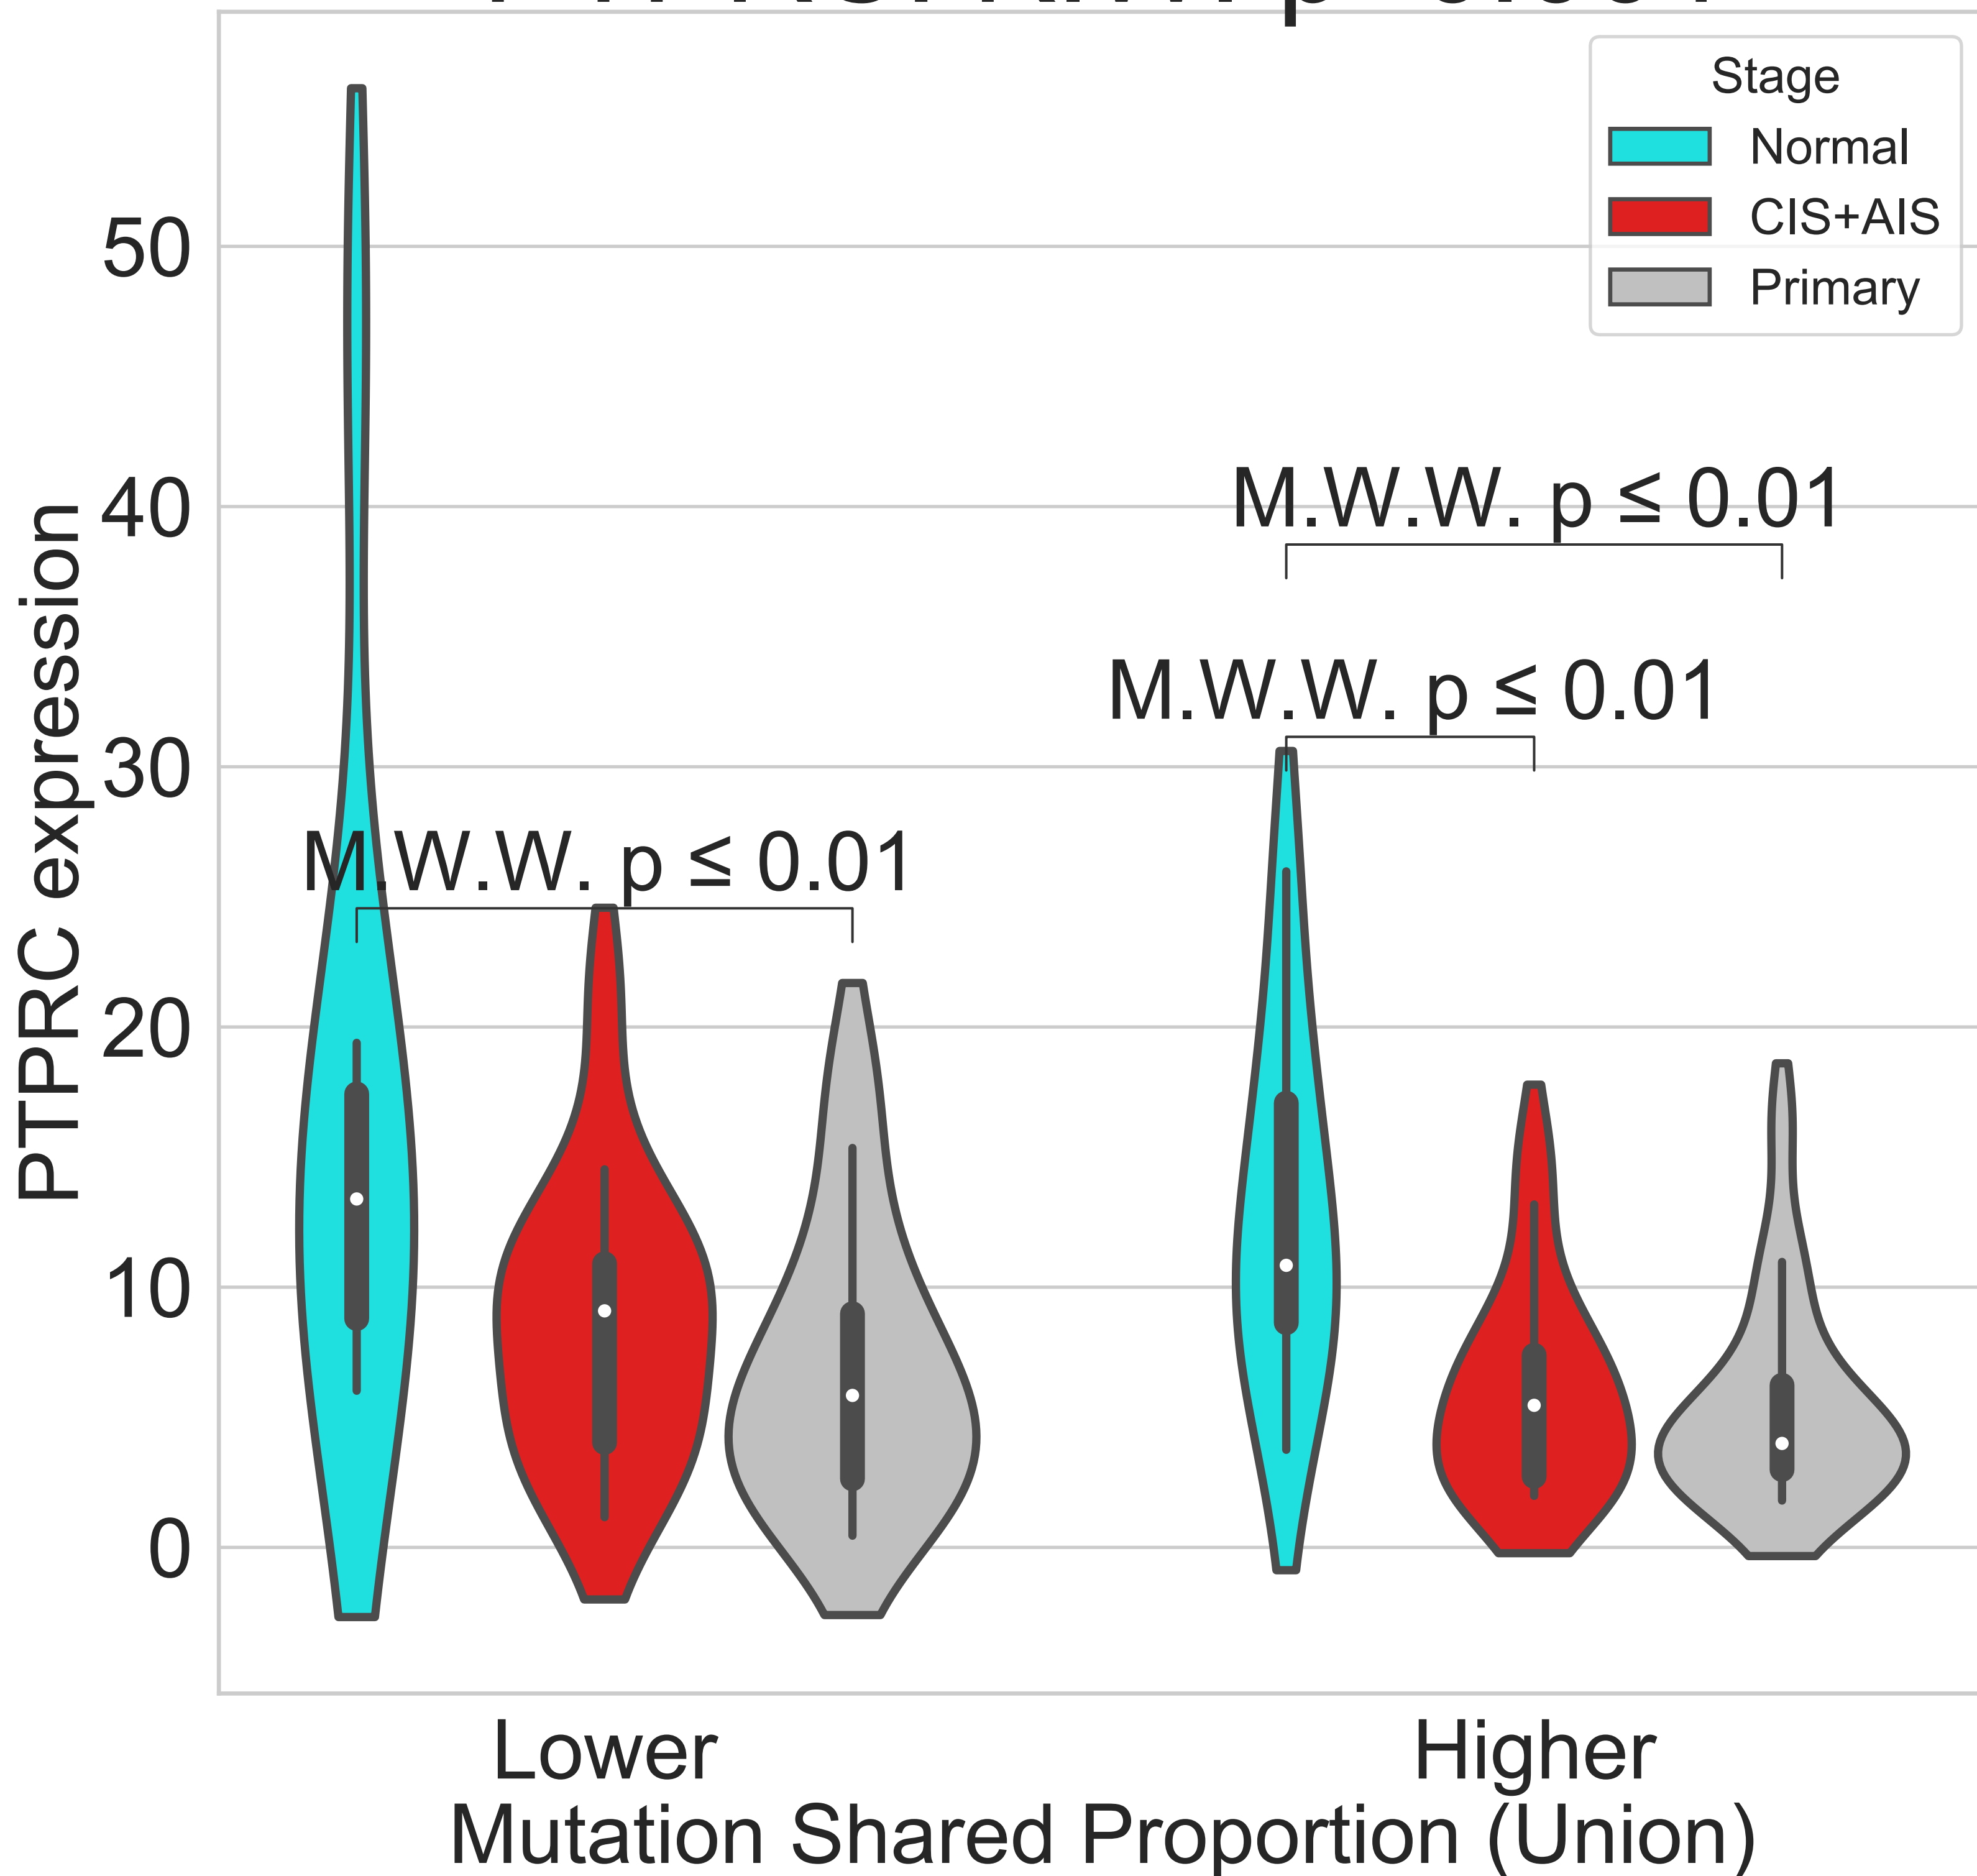 Stage
Normal
CIS+AIS
Primary
50
40
30
20
10
0
PTPRC expression
M.W.W. p ≤ 0.01
M.W.W. p ≤ 0.01
M.W.W. p ≤ 0.01
Lower
Higher
Mutation Shared Proportion (Union)